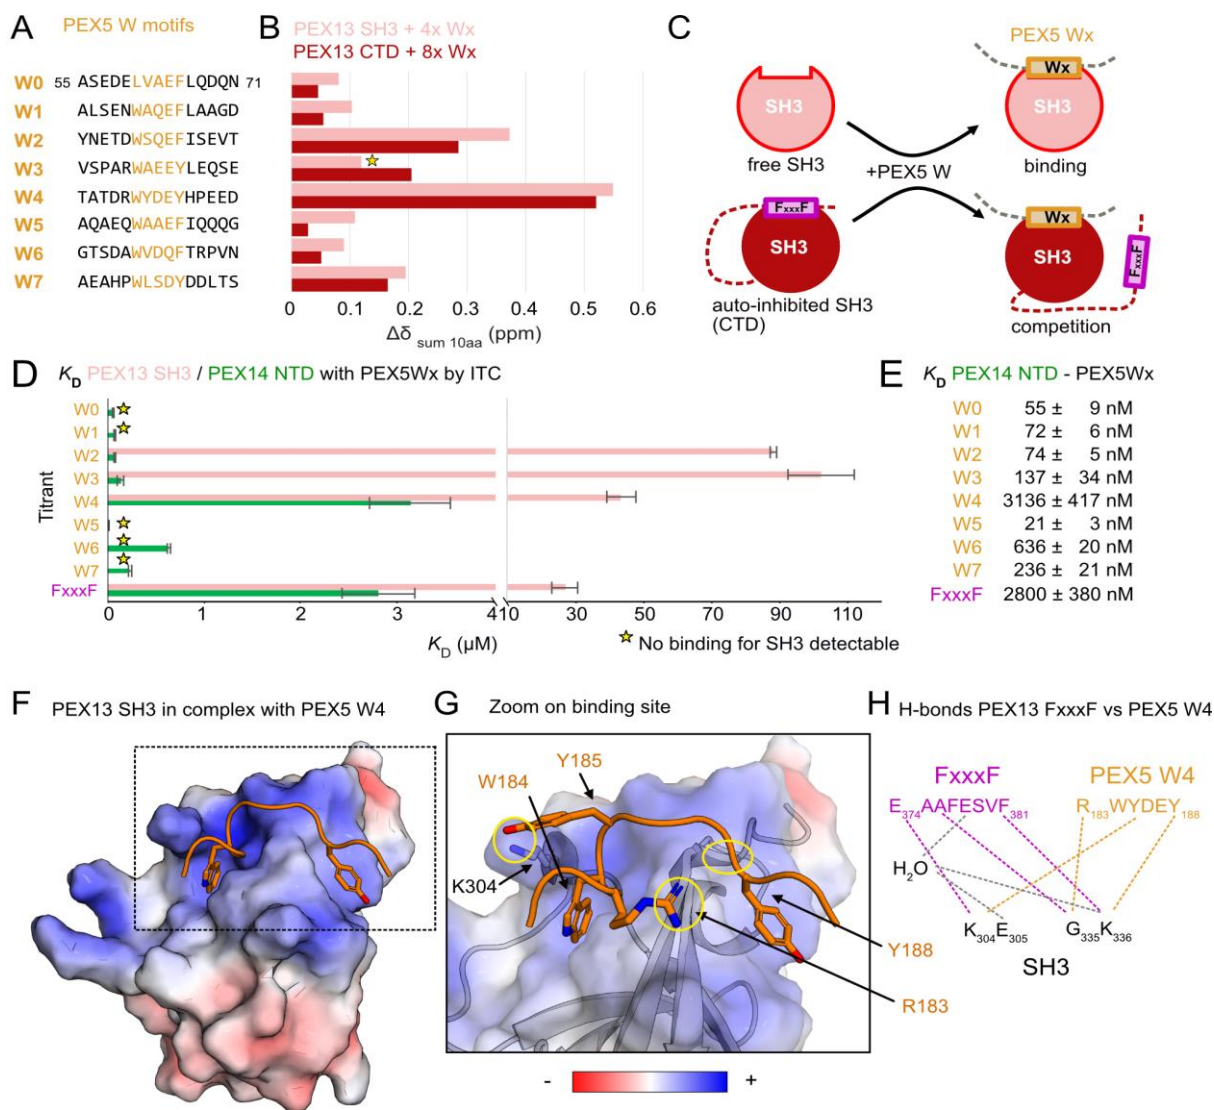 A PEX5 W motifs
W0 55 ASEDELVAEFLQDQN 71
W1 ALSENWAQEFLAAGD
W2 YNETDWSQEFISEVT
W3 VSPARWAEEYLEQSE
W4 TATDRWYDEYHPEED
W5 AQAEQWAAEFIQQQG
W6 GTSDAWVDQFTRPVN
W7 AEAHPWLSDYDDLTS
B PEX13 SH3 + 4x Wx
PEX13 CTD + 8x Wx
0 0.1 0.2 0.3 0.4 0.5 0.6
Δδ sum 10aa (ppm)
C
PEX5 Wx
SH3
free SH3
Wx
SH3
binding
+PEX5 W
FxxxF
SH3
auto-inhibited SH3
(CTD)
Wx
SH3
FxxxF
competition
D KD PEX13 SH3 / PEX14 NTD with PEX5Wx by ITC
Titrant
W0
W1
W2
W3
W4
W5
W6
W7
FxxxF
0 1 2 3 4 10 30 50 70 90 110
KD (µM)
No binding for SH3 detectable
E KD PEX14 NTD - PEX5Wx
W0 55 ± 9 nM
W1 72 ± 6 nM
W2 74 ± 5 nM
W3 137 ± 34 nM
W4 3136 ± 417 nM
W5 21 ± 3 nM
W6 636 ± 20 nM
W7 236 ± 21 nM
FxxxF 2800 ± 380 nM
F PEX13 SH3 in complex with PEX5 W4
G Zoom on binding site
Y185
W184
K304
Y188
R183
- +
H H-bonds PEX13 FxxxF vs PEX5 W4
FxxxF PEX5 W4
E374AAFESVF381 R183WYDEY188
H2O
K304E305 G335K336
SH3